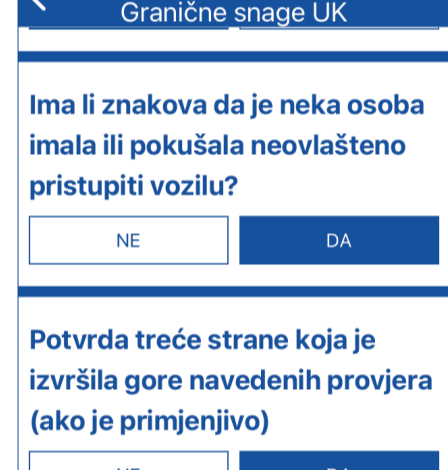 Granične snage UK
Ima li znakova da je neka osoba
imala ili pokušala neovlašteno
pristupiti vozilu?
NE
DA
Potvrda treće strane koja je
izvršila gore navedenih provjera
(ako je primjenjivo)